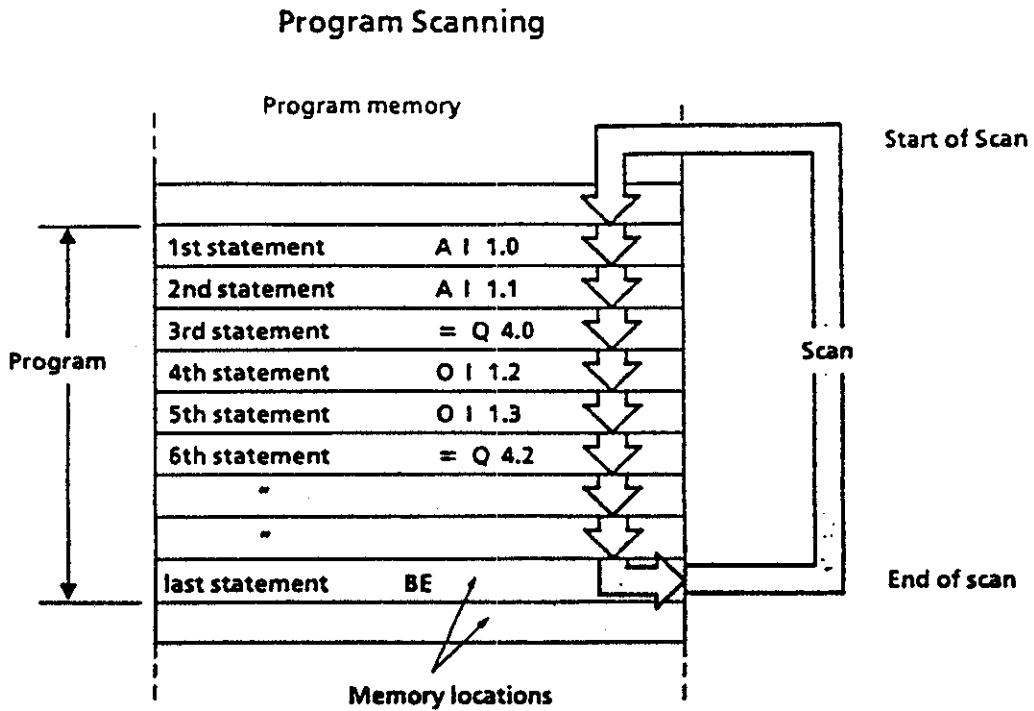 Program Scanning
Program memory
Start of Scan
1st statement A I 1.0
2nd statement A I 1.1
3rd statement = Q 4.0
Program
Scan
4th statement O I 1.2
5th statement O I 1.3
6th statement = Q 4.2
"
"
last statement BE
End of scan
Memory locations